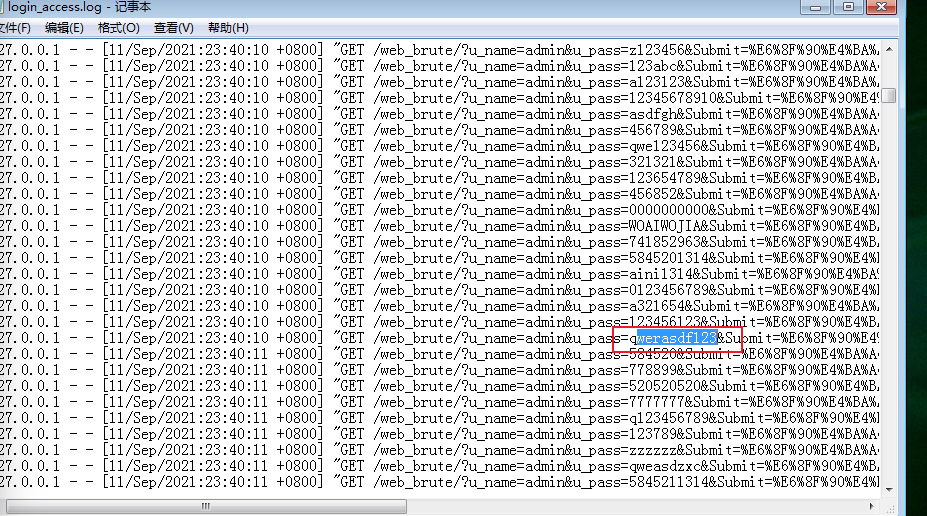 login_access.log - 记事本
文件(F) 编辑(E) 格式(O) 查看(V) 帮助(H)
27.0.0.1 - - [11/Sep/2021:23:40:10 +0800] "GET /web_brute/?u_name=admin&u_pass=z123456&Submit=%E6%8F%90%E4%BA%A
27.0.0.1 - - [11/Sep/2021:23:40:10 +0800] "GET /web_brute/?u_name=admin&u_pass=123abc&Submit=%E6%8F%90%E4%BA%A
27.0.0.1 - - [11/Sep/2021:23:40:10 +0800] "GET /web_brute/?u_name=admin&u_pass=a123123&Submit=%E6%8F%90%E4%BA%A
27.0.0.1 - - [11/Sep/2021:23:40:10 +0800] "GET /web_brute/?u_name=admin&u_pass=12345678910&Submit=%E6%8F%90%E4%
27.0.0.1 - - [11/Sep/2021:23:40:10 +0800] "GET /web_brute/?u_name=admin&u_pass=asdfgh&Submit=%E6%8F%90%E4%BA%A
27.0.0.1 - - [11/Sep/2021:23:40:10 +0800] "GET /web_brute/?u_name=admin&u_pass=456789&Submit=%E6%8F%90%E4%BA%A
27.0.0.1 - - [11/Sep/2021:23:40:10 +0800] "GET /web_brute/?u_name=admin&u_pass=qwe123456&Submit=%E6%8F%90%E4%BA
27.0.0.1 - - [11/Sep/2021:23:40:10 +0800] "GET /web_brute/?u_name=admin&u_pass=321321&Submit=%E6%8F%90%E4%BA%A
27.0.0.1 - - [11/Sep/2021:23:40:10 +0800] "GET /web_brute/?u_name=admin&u_pass=123654789&Submit=%E6%8F%90%E4%BA
27.0.0.1 - - [11/Sep/2021:23:40:10 +0800] "GET /web_brute/?u_name=admin&u_pass=456852&Submit=%E6%8F%90%E4%BA%A
27.0.0.1 - - [11/Sep/2021:23:40:10 +0800] "GET /web_brute/?u_name=admin&u_pass=0000000000&Submit=%E6%8F%90%E4%
27.0.0.1 - - [11/Sep/2021:23:40:10 +0800] "GET /web_brute/?u_name=admin&u_pass=WOAIWOJIA&Submit=%E6%8F%90%E4%BA
27.0.0.1 - - [11/Sep/2021:23:40:10 +0800] "GET /web_brute/?u_name=admin&u_pass=741852963&Submit=%E6%8F%90%E4%BA
27.0.0.1 - - [11/Sep/2021:23:40:10 +0800] "GET /web_brute/?u_name=admin&u_pass=5845201314&Submit=%E6%8F%90%E4%
27.0.0.1 - - [11/Sep/2021:23:40:10 +0800] "GET /web_brute/?u_name=admin&u_pass=aini1314&Submit=%E6%8F%90%E4%BA%
27.0.0.1 - - [11/Sep/2021:23:40:10 +0800] "GET /web_brute/?u_name=admin&u_pass=0123456789&Submit=%E6%8F%90%E4%
27.0.0.1 - - [11/Sep/2021:23:40:10 +0800] "GET /web_brute/?u_name=admin&u_pass=a321654&Submit=%E6%8F%90%E4%BA%A
27.0.0.1 - - [11/Sep/2021:23:40:10 +0800] "GET /web_brute/?u_name=admin&u_pass=123456123&Submit=%E6%8F%90%E4%BA
27.0.0.1 - - [11/Sep/2021:23:40:10 +0800] "GET /web_brute/?u_name=admin&u_pass=qwerasdf123&Submit=%E6%8F%90%E4%
27.0.0.1 - - [11/Sep/2021:23:40:11 +0800] "GET /web_brute/?u_name=admin&u_pass=584520&Submit=%E6%8F%90%E4%BA%A
27.0.0.1 - - [11/Sep/2021:23:40:11 +0800] "GET /web_brute/?u_name=admin&u_pass=778899&Submit=%E6%8F%90%E4%BA%A
27.0.0.1 - - [11/Sep/2021:23:40:11 +0800] "GET /web_brute/?u_name=admin&u_pass=520520520&Submit=%E6%8F%90%E4%BA
27.0.0.1 - - [11/Sep/2021:23:40:11 +0800] "GET /web_brute/?u_name=admin&u_pass=7777777&Submit=%E6%8F%90%E4%BA%A
27.0.0.1 - - [11/Sep/2021:23:40:11 +0800] "GET /web_brute/?u_name=admin&u_pass=q123456789&Submit=%E6%8F%90%E4%
27.0.0.1 - - [11/Sep/2021:23:40:11 +0800] "GET /web_brute/?u_name=admin&u_pass=123789&Submit=%E6%8F%90%E4%BA%A
27.0.0.1 - - [11/Sep/2021:23:40:11 +0800] "GET /web_brute/?u_name=admin&u_pass=zzzzzz&Submit=%E6%8F%90%E4%BA%A
27.0.0.1 - - [11/Sep/2021:23:40:11 +0800] "GET /web_brute/?u_name=admin&u_pass=qweasdzxc&Submit=%E6%8F%90%E4%BA
27.0.0.1 - - [11/Sep/2021:23:40:11 +0800] "GET /web_brute/?u_name=admin&u_pass=5845211314&Submit=%E6%8F%90%E4%